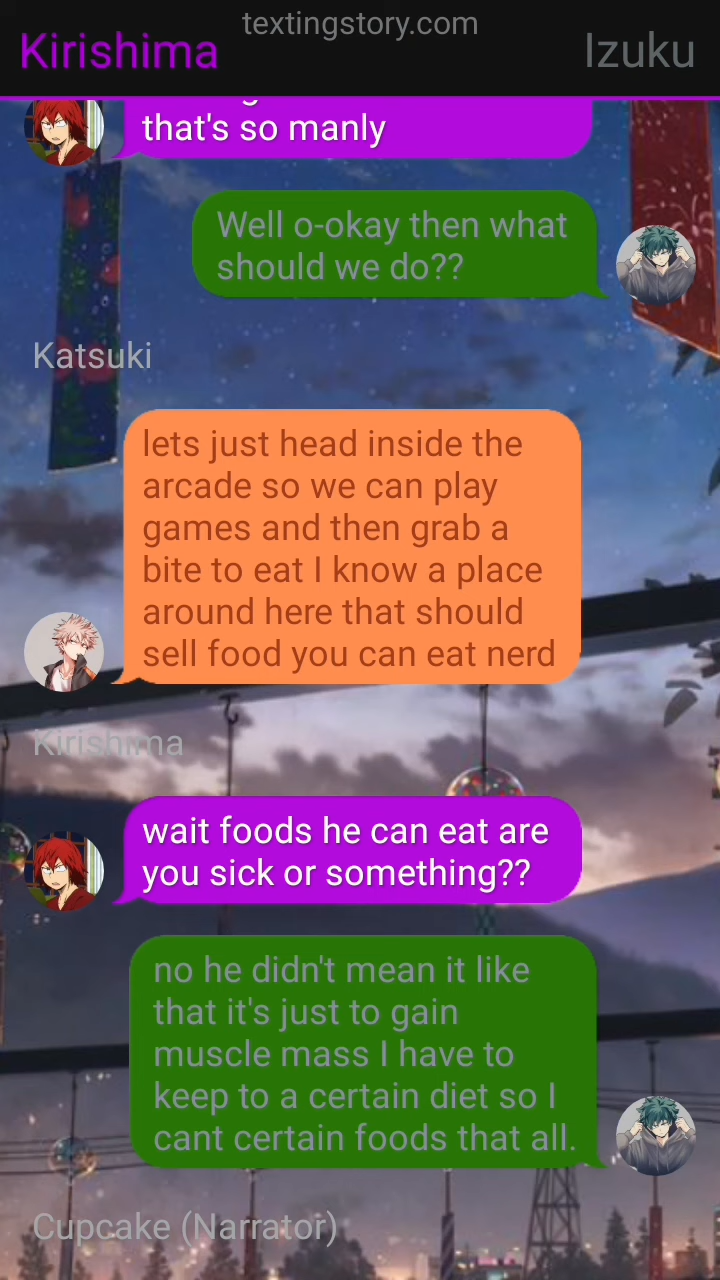 textingstory.com
Kirishima
Izuku
that's so manly
Well o-okay then what
should we do??
Katsuki
lets just head inside the
arcade so we can play
games and then grab a
bite to eat I know a place
around here that should
sell food you can eat nerd
Kirishima
wait foods he can eat are
you sick or something??
no he didn't mean it like
that it's just to gain
muscle mass I have to
keep to a certain diet so I
cant certain foods that all.
Cupcake (Narrator)